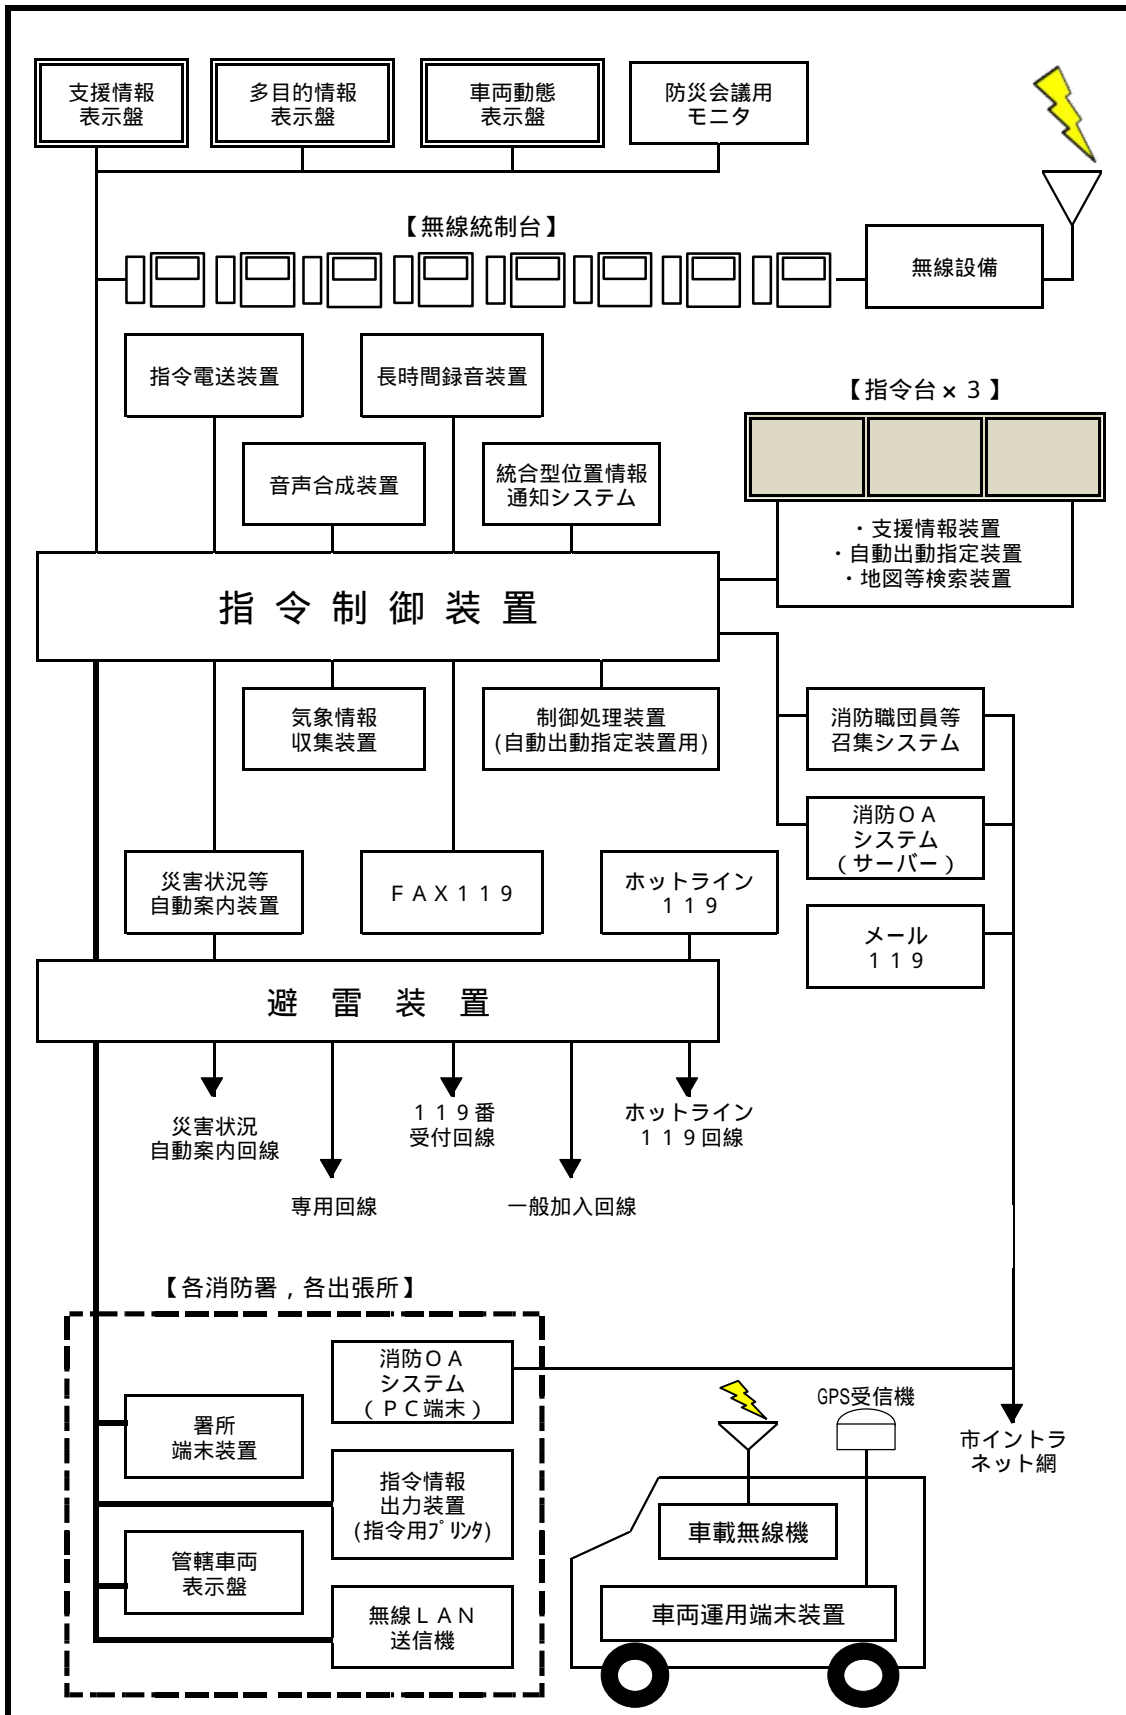 支援情報
表示盤
多目的情報
表示盤
車両動態
表示盤
防災会議用
モニタ
【無線統制台】
無線設備
指令電送装置
長時間録音装置
【指令台×３】
音声合成装置
統合型位置情報
通知システム
・支援情報装置
・自動出動指定装置
・地図等検索装置
指令制御装置
気象情報
収集装置
制御処理装置
(自動出動指定装置用)
消防職団員等
召集システム
消防ＯＡ
システム
（サーバー）
災害状況等
自動案内装置
ＦＡＸ１１９
ホットライン
１１９
メール
１１９
避雷装置
災害状況
自動案内回線
１１９番
受付回線
ホットライン
１１９回線
専用回線
一般加入回線
【各消防署，各出張所】
消防ＯＡ
システム
（ＰＣ端末）
署所
端末装置
指令情報
出力装置
(指令用ﾌﾟﾘﾝﾀ)
管轄車両
表示盤
無線ＬＡＮ
送信機
GPS受信機
市イントラ
ネット網
車載無線機
車両運用端末装置